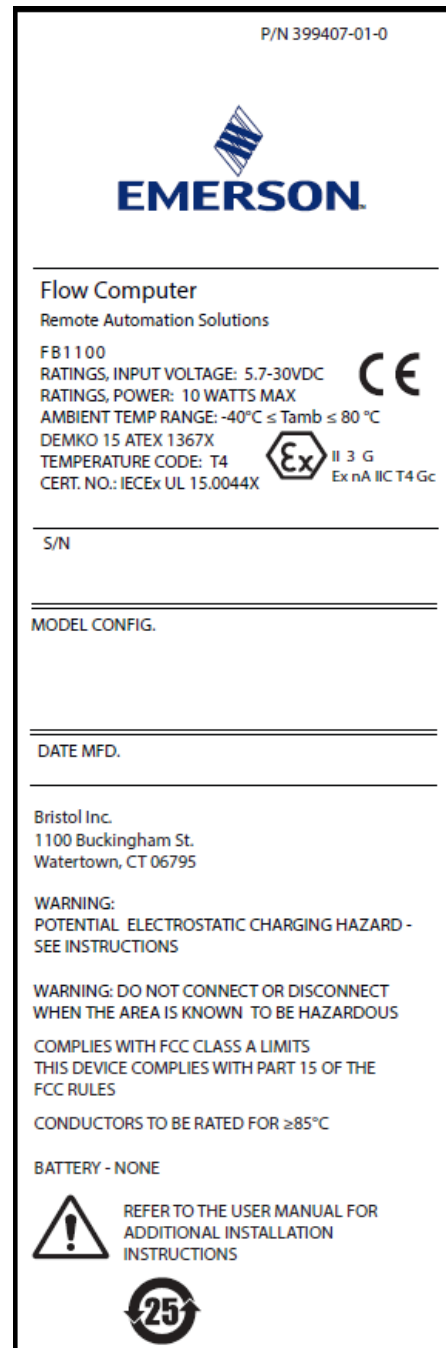 P/N 399407-01-0
EMERSON™
Flow Computer
Remote Automation Solutions
FB1100
RATINGS, INPUT VOLTAGE: 5.7-30VDC
CE
RATINGS, POWER: 10 WATTS MAX
AMBIENT TEMP RANGE: -40°C ≤ Tamb ≤ 80 °C
DEMKO 15 ATEX 1367X
TEMPERATURE CODE: T4
CERT. NO.: IECEx UL 15.0044X
Ex
II 3 G
Ex nA IIC T4 Gc
S/N
MODEL CONFIG.
DATE MFD.
Bristol Inc.
1100 Buckingham St.
Watertown, CT 06795
WARNING:
POTENTIAL ELECTROSTATIC CHARGING HAZARD -
SEE INSTRUCTIONS
WARNING: DO NOT CONNECT OR DISCONNECT
WHEN THE AREA IS KNOWN TO BE HAZARDOUS
COMPLIES WITH FCC CLASS A LIMITS
THIS DEVICE COMPLIES WITH PART 15 OF THE
FCC RULES
CONDUCTORS TO BE RATED FOR ≥85°C
BATTERY - NONE
REFER TO THE USER MANUAL FOR
ADDITIONAL INSTALLATION
INSTRUCTIONS
25